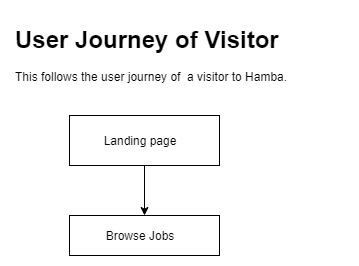 User Journey of Visitor
This follows the user journey of  a visitor to Hamba.
Landing page
Browse Jobs